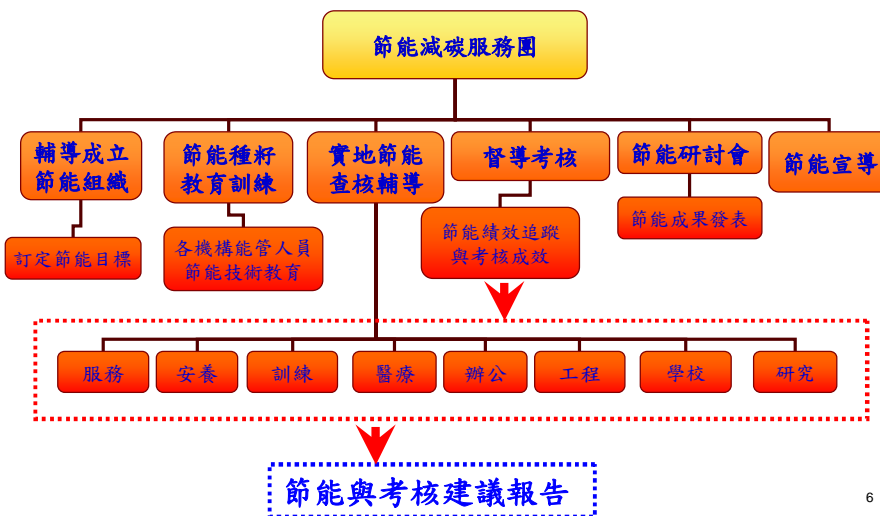 節能減碳服務團
輔導成立
節能組織
節能種籽
教育訓練
實地節能
查核輔導
督導考核
節能研討會
節能宣導
訂定節能目標
各機構能管人員
節能技術教育
節能績效追蹤
與考核成效
節能成果發表
服務
安養
訓練
醫療
辦公
工程
學校
研究
節能與考核建議報告
6